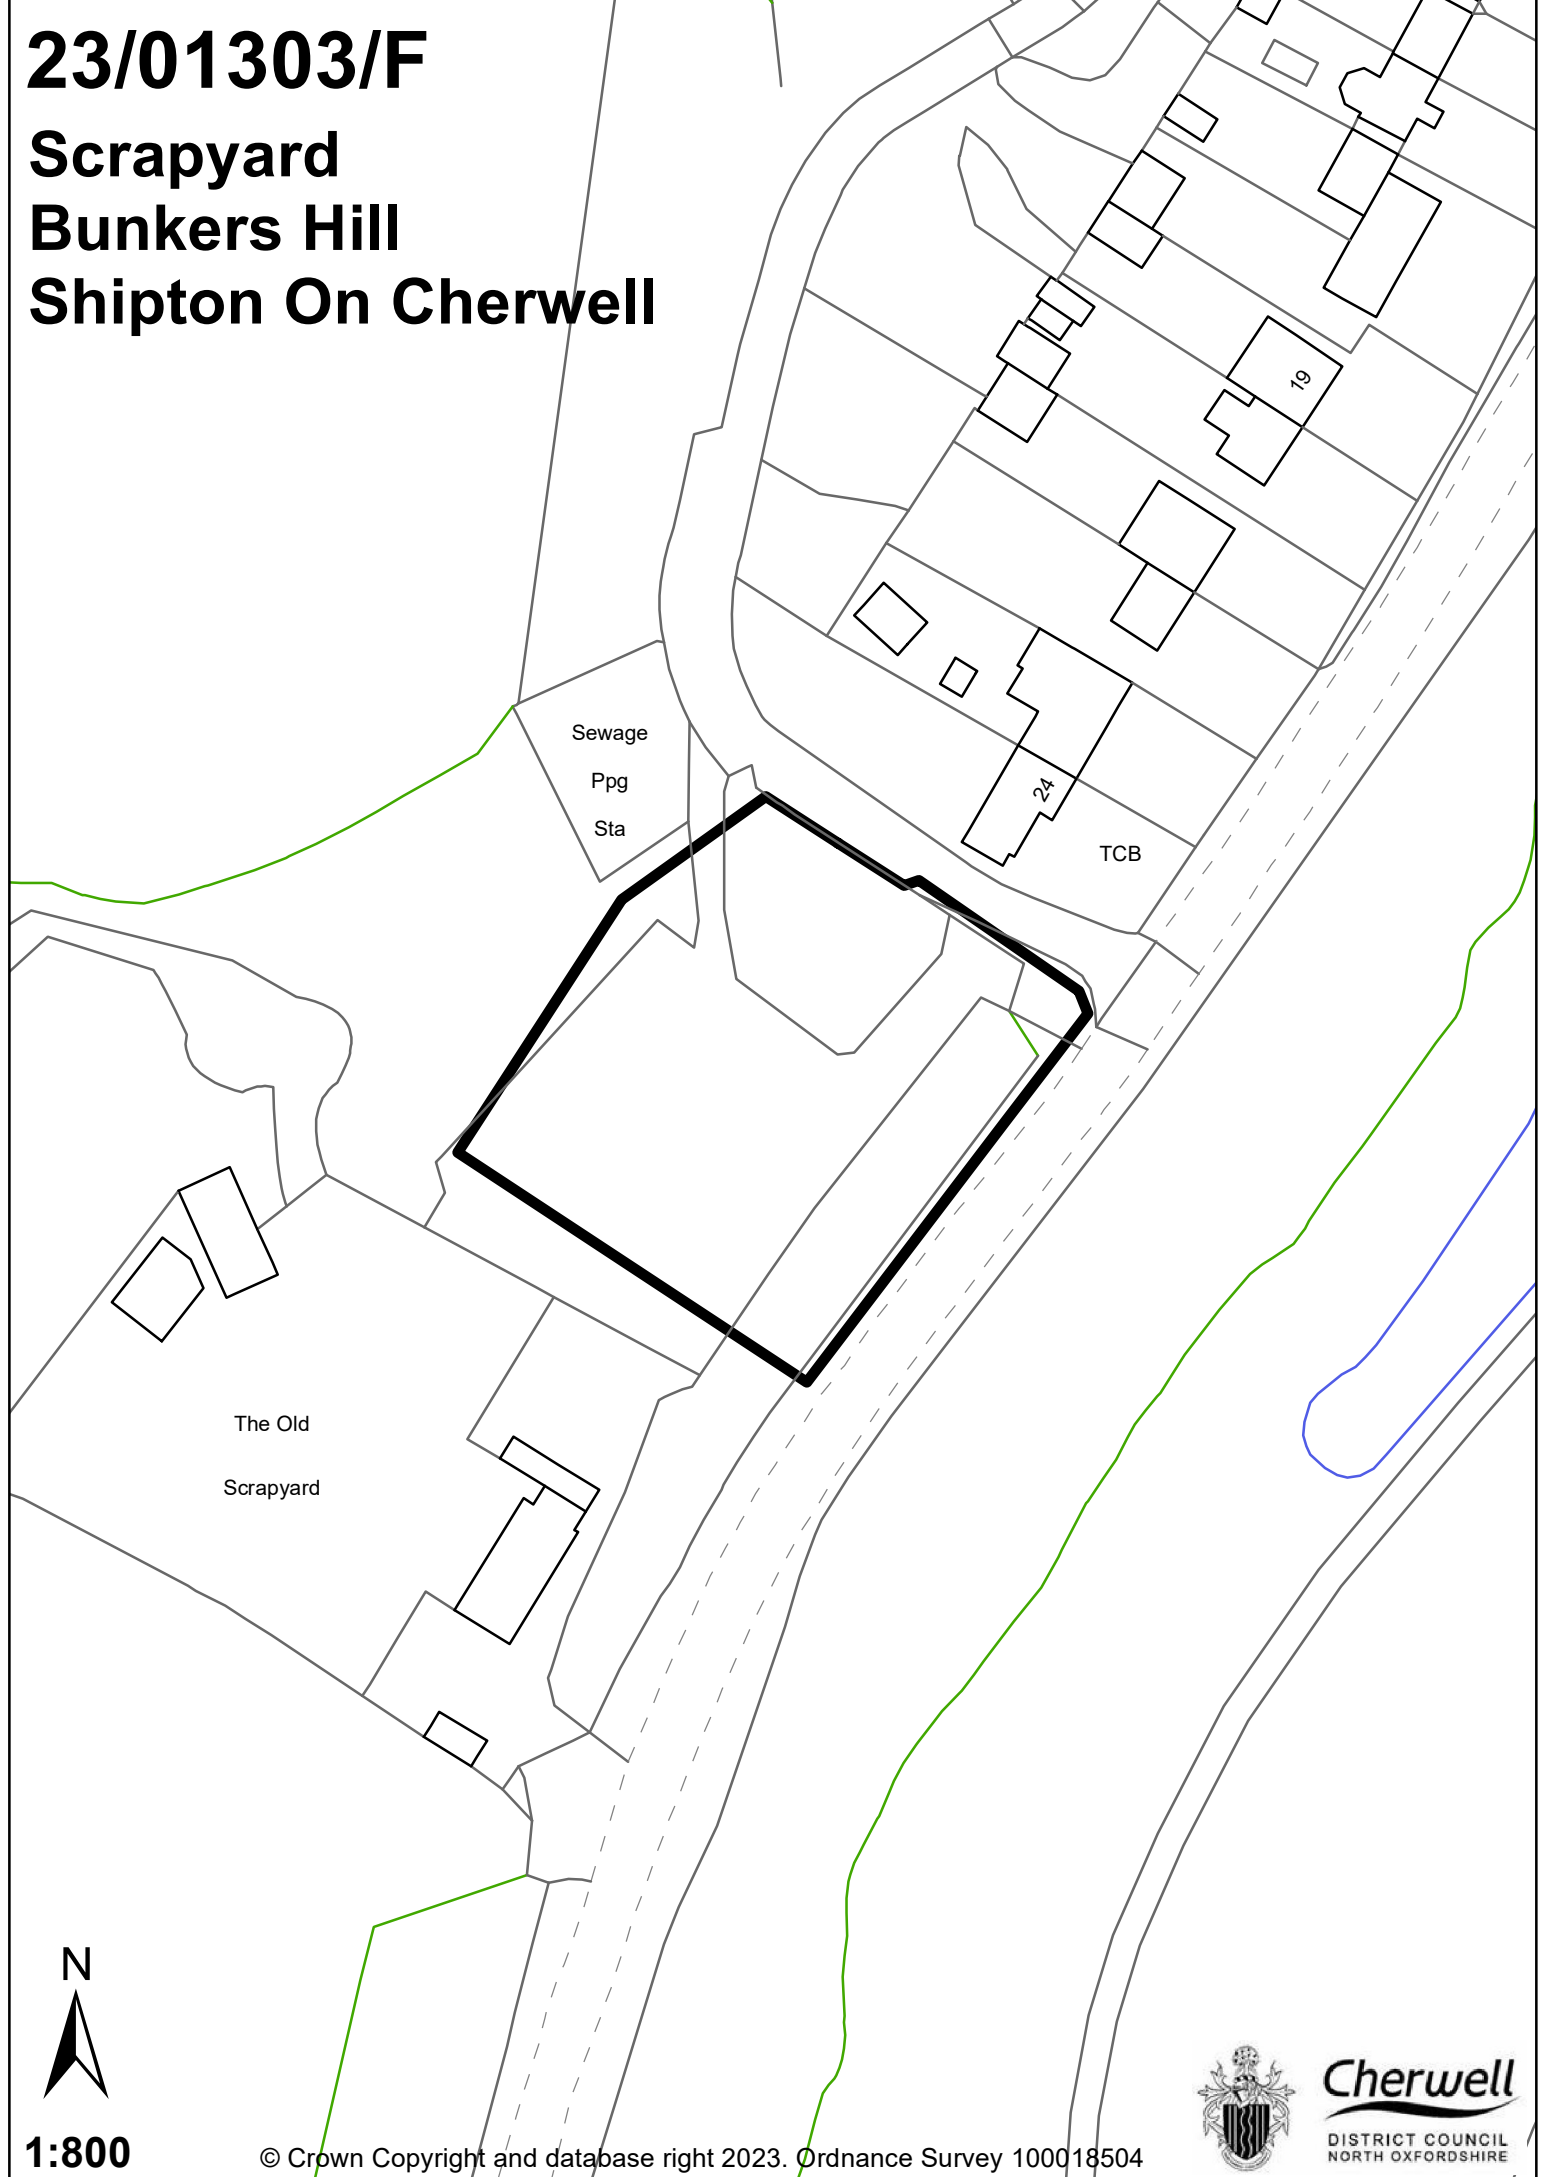 23/01303/F
Scrapyard
Bunkers Hill
Shipton On Cherwell
19
Sewage
Ppg
Sta
24
TCB
The Old
Scrapyard
N
1:800
© Crown Copyright and database right 2023. Ordnance Survey 100018504
Cherwell
DISTRICT COUNCIL
NORTH OXFORDSHIRE